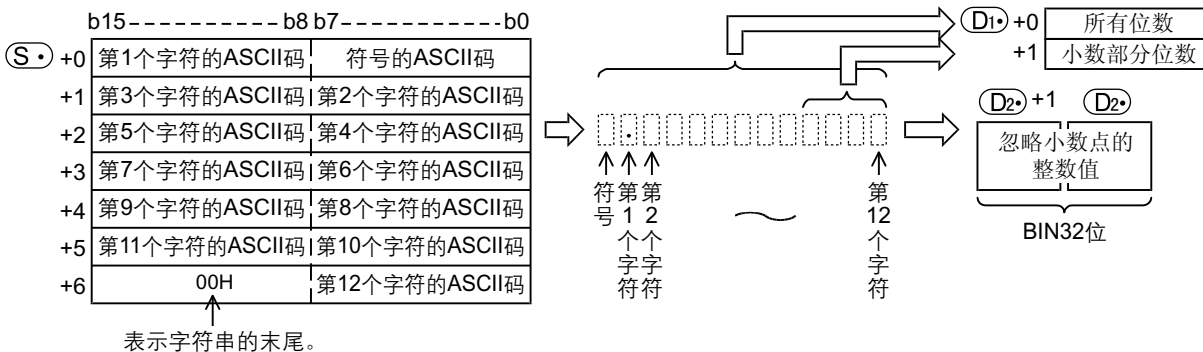 b15-----------b8 b7------------b0
S• +0 第1个字符的ASCII码 符号的ASCII码
+1 第3个字符的ASCII码 第2个字符的ASCII码
+2 第5个字符的ASCII码 第4个字符的ASCII码
+3 第7个字符的ASCII码 第6个字符的ASCII码
+4 第9个字符的ASCII码 第8个字符的ASCII码
+5 第11个字符的ASCII码 第10个字符的ASCII码
+6 00H 第12个字符的ASCII码
表示字符串的末尾。
.
符号
第1个字符
第2个字符
第12个字符
D1• +0 所有位数
+1 小数部分位数
D2• +1 D2•
忽略小数点的
整数值
BIN32位